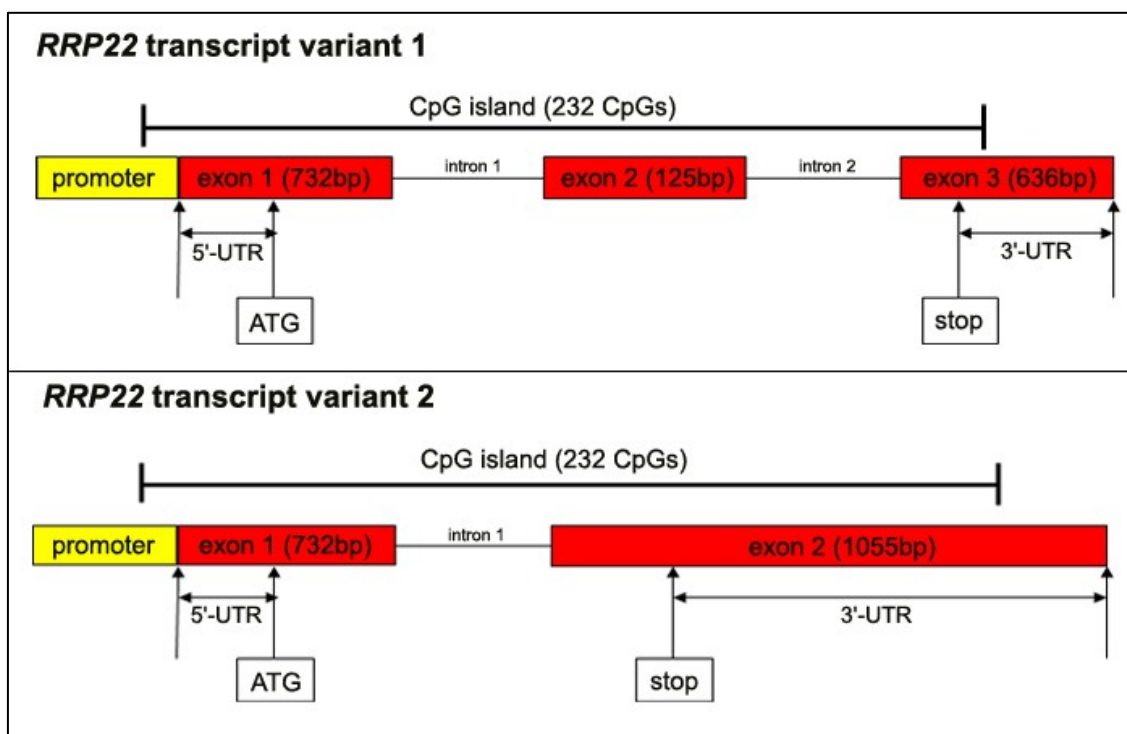 RRP22 transcript variant 1
CpG island (232 CpGs)
promoter exon 1 (732bp) intron 1 exon 2 (125bp) intron 2 exon 3 (636bp)
5'-UTR 3'-UTR
ATG stop
RRP22 transcript variant 2
CpG island (232 CpGs)
promoter exon 1 (732bp) intron 1 exon 2 (1055bp)
5'-UTR 3'-UTR
ATG stop